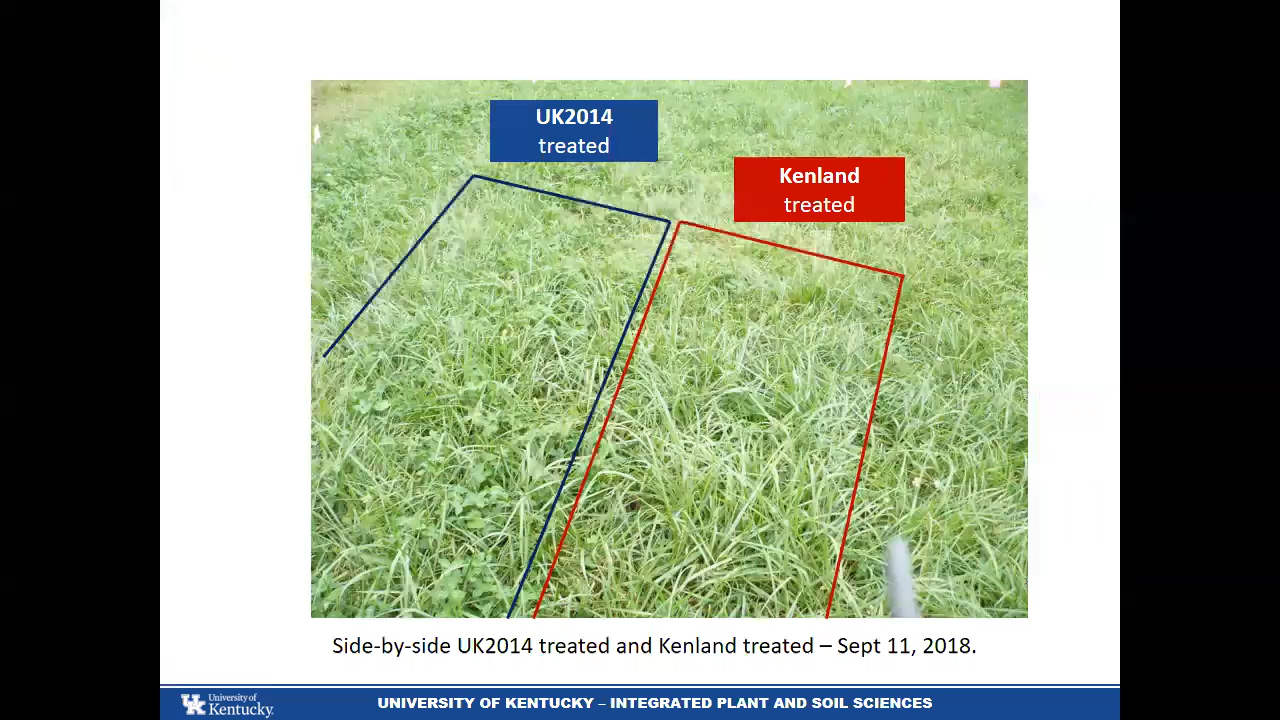 UK2014
treated
Kenland
treated
Side-by-side UK2014 treated and Kenland treated – Sept 11, 2018.
University of
Kentucky.
UNIVERSITY OF KENTUCKY – INTEGRATED PLANT AND SOIL SCIENCES